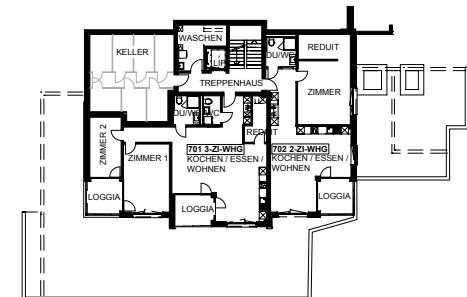 WASCHEN
KELLER
LIFT
DU/WC
REDUIT
TREPPENHAUS
ZIMMER
DU/WC
WC
REDUIT
ZIMMER 2
ZIMMER 1
701 3-ZI-WHG
KOCHEN / ESSEN /
WOHNEN
702 2-ZI-WHG
KOCHEN / ESSEN /
WOHNEN
LOGGIA
LOGGIA
LOGGIA